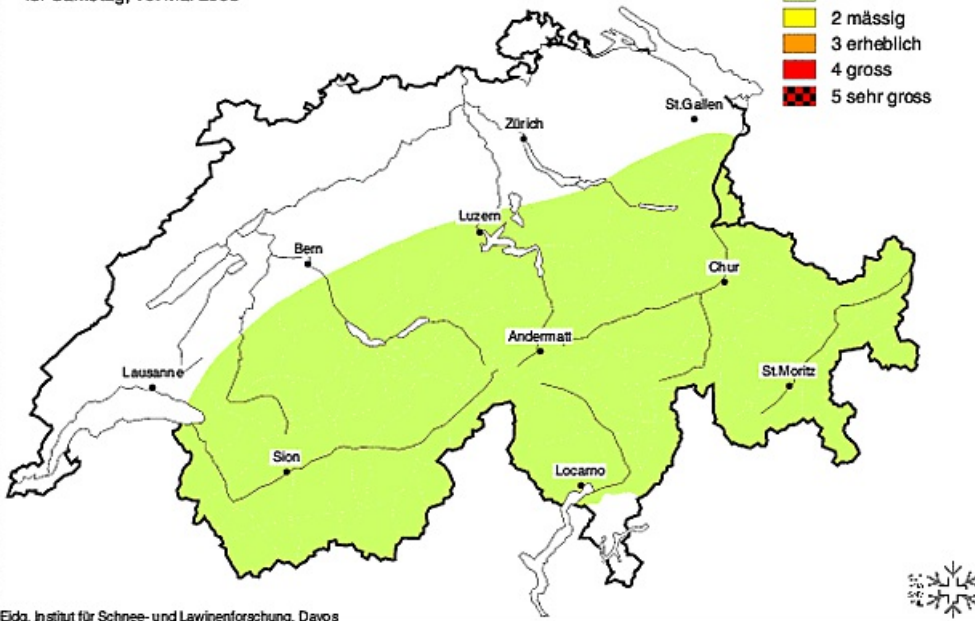 2 mässig
3 erheblich
4 gross
5 sehr gross
St.Gallen
Zürich
Luzern
Bern
Chur
Andermatt
Lausanne
St.Moritz
Sion
Locarno
Eidg. Institut für Schnee- und Lawinenforschung, Davos